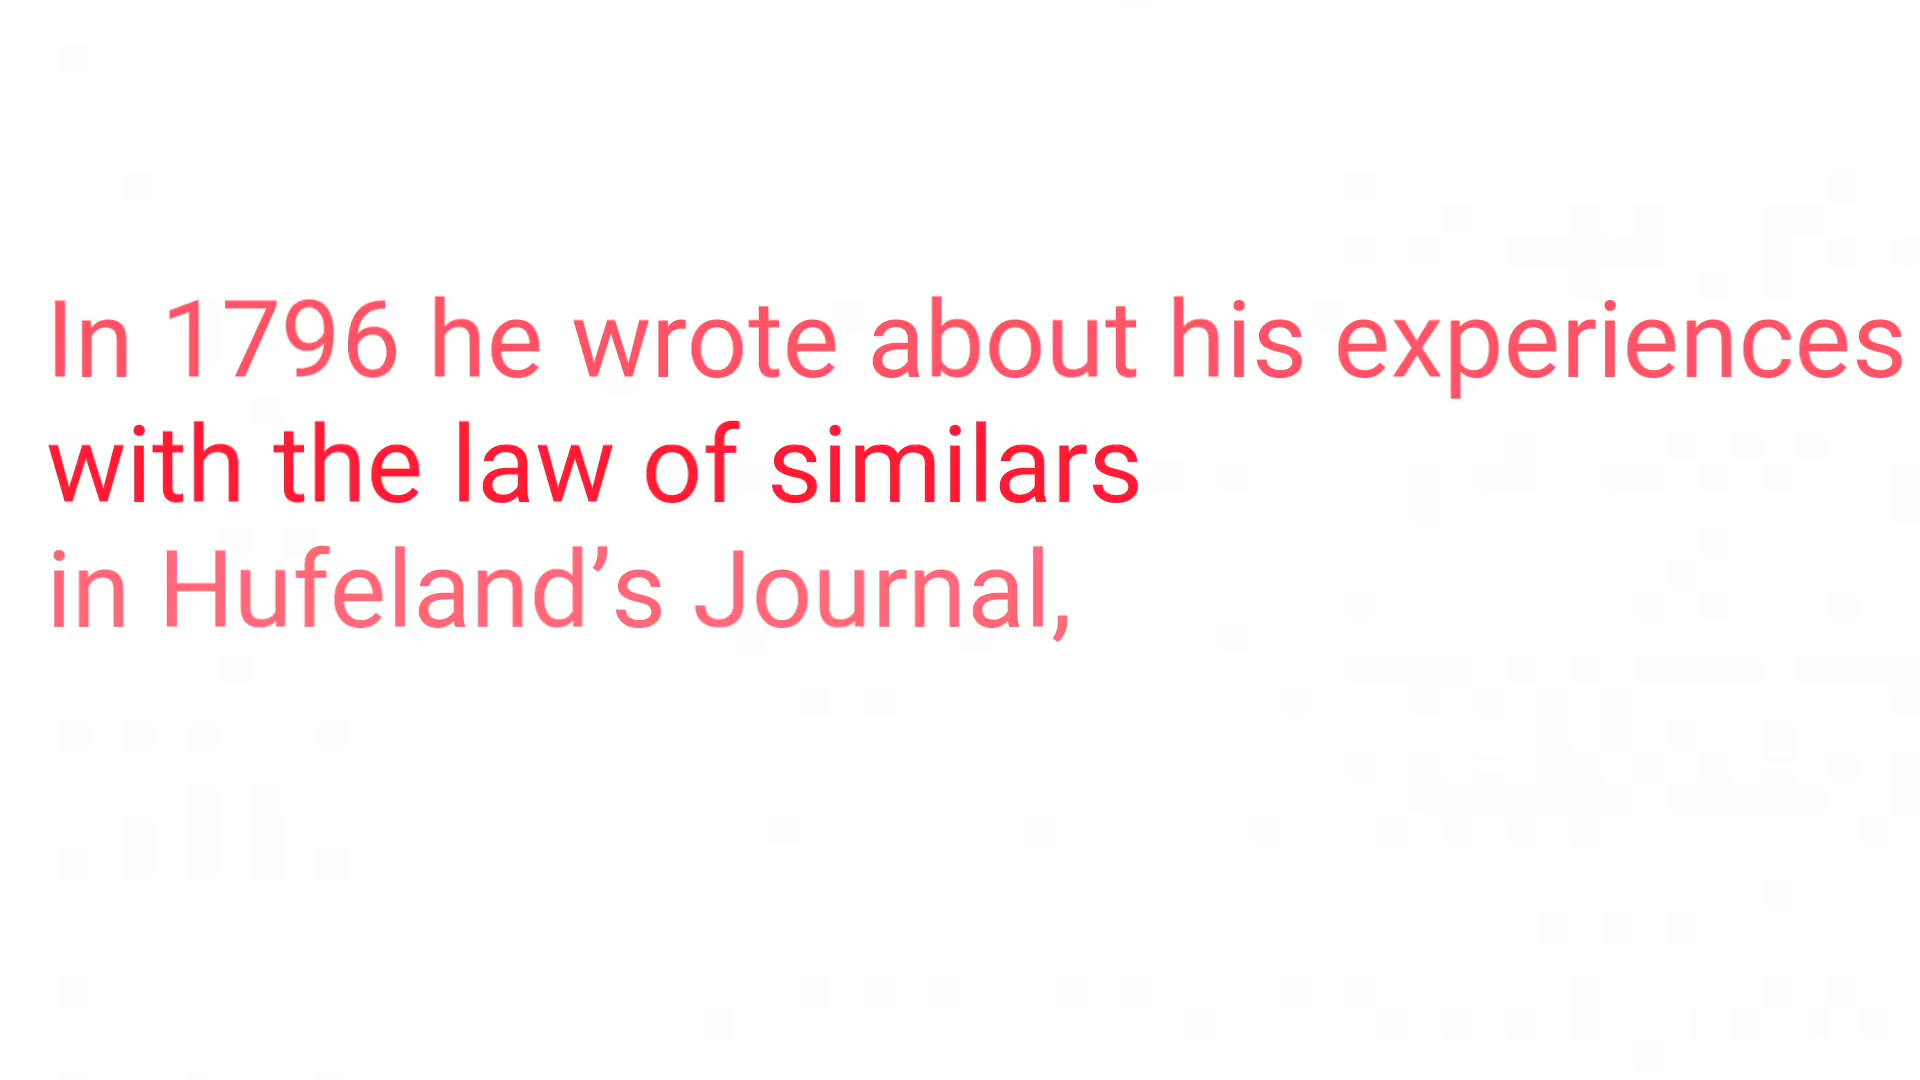 In 1796 he wrote about his experiences
with the law of similars
in Hufeland’s Journal,